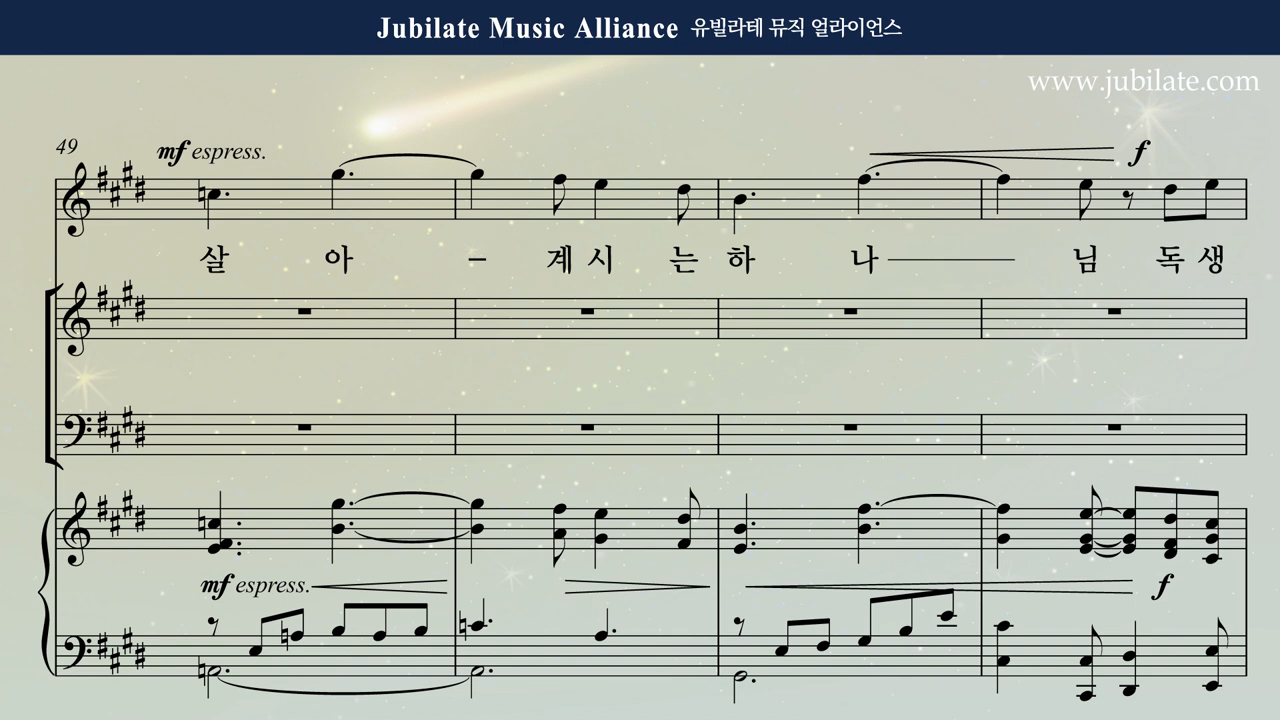 Jubilate Music Alliance 유빌라테 뮤직 얼라이언스
www.jubilate.com
49
mf espress.
f
살 아 – 계 시 는 하 나 님 독 생
mf espress.
f